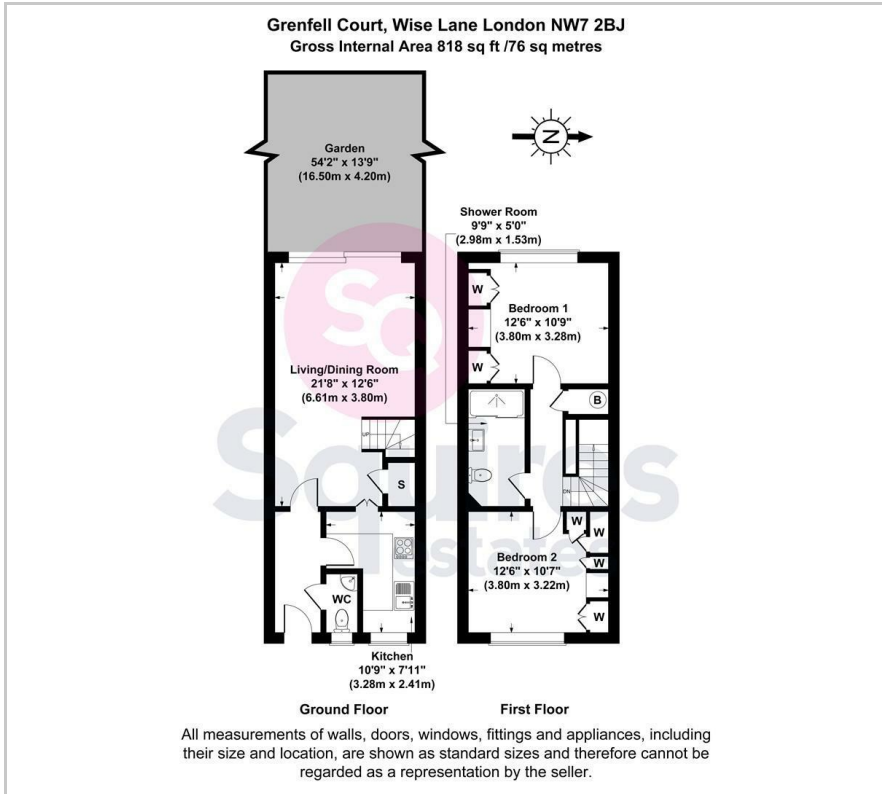 Grenfell Court, Wise Lane London NW7 2BJ
Gross Internal Area 818 sq ft /76 sq metres
Garden
54'2" x 13'9"
(16.50m x 4.20m)
N
Shower Room
9'9" x 5'0"
(2.98m x 1.53m)
SQ
W
Bedroom 1
12'6" x 10'9"
(3.80m x 3.28m)
W
Living/Dining Room
21'8" x 12'6"
(6.61m x 3.80m)
B
UP
S
Squires
estates
DN
W
W
W
W
Bedroom 2
12'6" x 10'7"
(3.80m x 3.22m)
WC
Kitchen
10'9" x 7'11"
(3.28m x 2.41m)
Ground Floor
First Floor
All measurements of walls, doors, windows, fittings and appliances, including
their size and location, are shown as standard sizes and therefore cannot be
regarded as a representation by the seller.